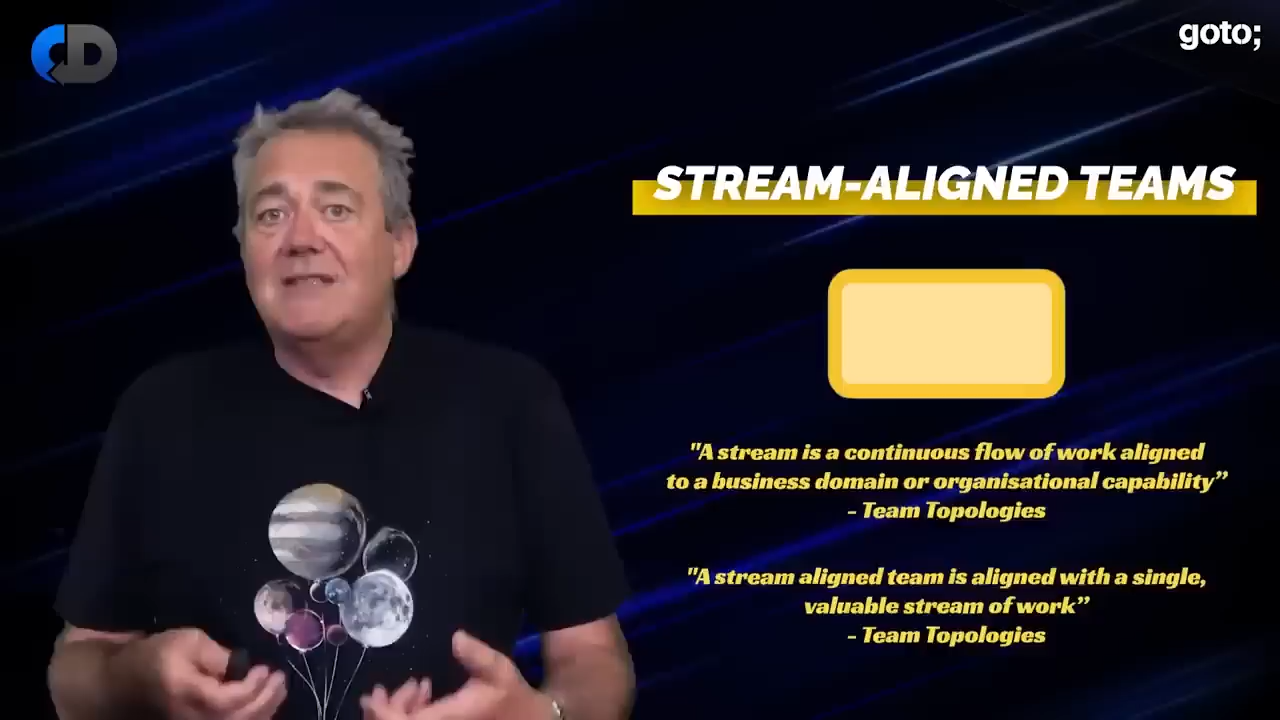 CD
goto;
STREAM-ALIGNED TEAMS
"A stream is a continuous flow of work aligned
to a business domain or organisational capability”
- Team Topologies
"A stream aligned team is aligned with a single,
valuable stream of work”
- Team Topologies